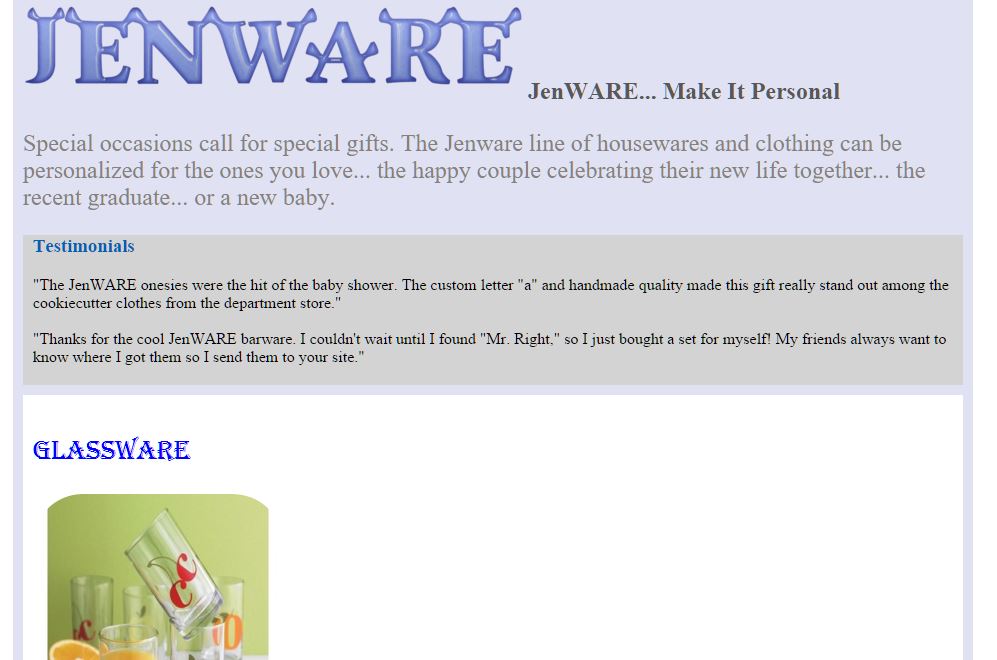 JENWARE
JenWARE... Make It Personal
Special occasions call for special gifts. The Jenware line of housewares and clothing can be
personalized for the ones you love... the happy couple celebrating their new life together... the
recent graduate... or a new baby.
Testimonials
"The JenWARE onesies were the hit of the baby shower. The custom letter "a" and handmade quality made this gift really stand out among the
cookiecutter clothes from the department store."
"Thanks for the cool JenWARE barware. I couldn't wait until I found "Mr. Right," so I just bought a set for myself! My friends always want to
know where I got them so I send them to your site."
GLASSWARE